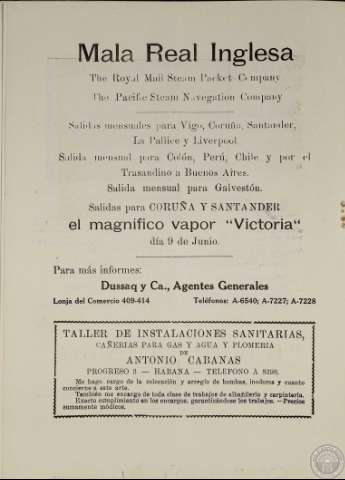 Mala Real Inglesa
The Royal Mail Steam Packet Company
The Pacific Steam Navegation Company
Salidas mensuales para Vigo, Coruña, Santander,
La Pallice y Liverpool
Salida mensual para Colón, Perú, Chile y por el
Trasandino a Buenos Aires.
Salida mensual para Galvestón.
Salidas para CORUÑA Y SANTANDER
el magnifico vapor "Victoria"
día 9 de Junio.
Para más informes:
Dussaq y Ca., Agentes Generales
Lonja del Comercio 409-414 Teléfonos: A-6540; A-7227; A-7228
TALLER DE INSTALACIONES SANITARIAS,
CAÑERIAS PARA GAS Y AGUA Y PLOMERIA
DE
ANTONIO CABANAS
PROGRESO 3 — HABANA — TELEFONO A 8398.
Me hago cargo de la colocación y arreglo de bombas, inodoros y cuanto
concierne a este arte.
También me encargo de toda clase de trabajos de albañilería y carpintería.
Exacto cumplimiento en los encargos, garantizándose los trabajos. — Precios
sumamente módicos.